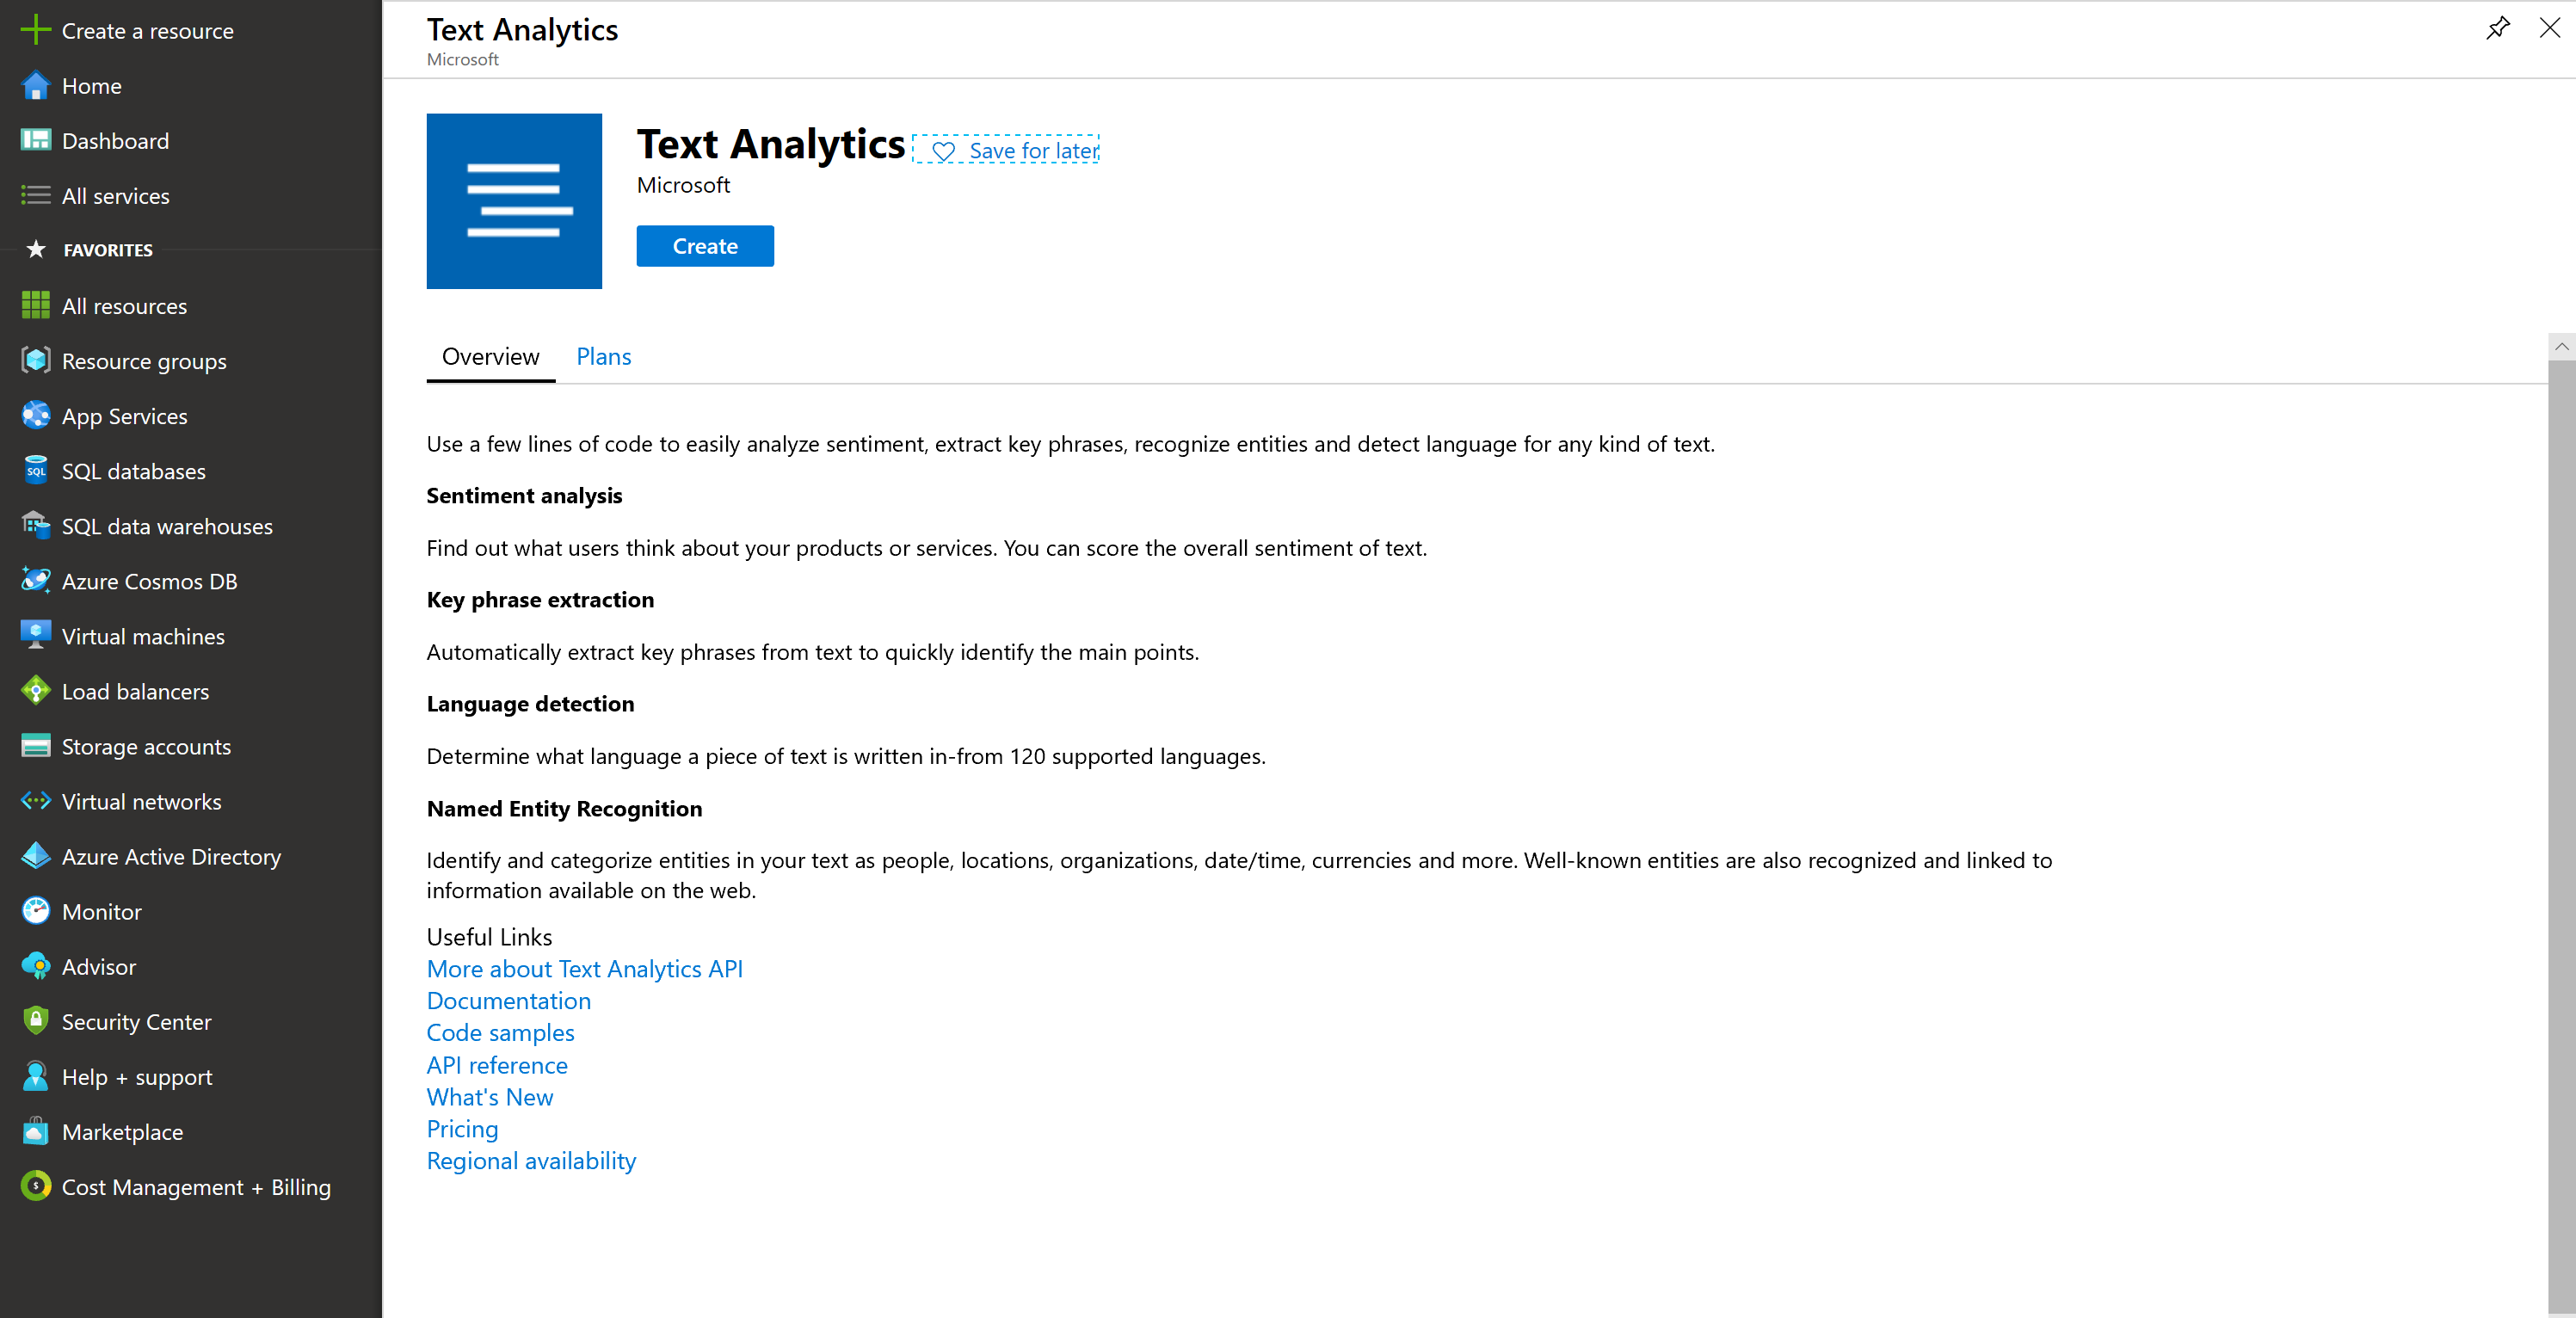 Create a resource
Home
Dashboard
All services
FAVORITES
All resources
Resource groups
App Services
SQL
SQL databases
SQL data warehouses
Azure Cosmos DB
Virtual machines
Load balancers
Storage accounts
Virtual networks
Azure Active Directory
Monitor
Advisor
Security Center
Help + support
Marketplace
$
Cost Management + Billing
Text Analytics
Microsoft
Text Analytics
Save for later
Microsoft
Create
Overview
Plans
Use a few lines of code to easily analyze sentiment, extract key phrases, recognize entities and detect language for any kind of text.
Sentiment analysis
Find out what users think about your products or services. You can score the overall sentiment of text.
Key phrase extraction
Automatically extract key phrases from text to quickly identify the main points.
Language detection
Determine what language a piece of text is written in-from 120 supported languages.
Named Entity Recognition
Identify and categorize entities in your text as people, locations, organizations, date/time, currencies and more. Well-known entities are also recognized and linked to
information available on the web.
Useful Links
More about Text Analytics API
Documentation
Code samples
API reference
What's New
Pricing
Regional availability